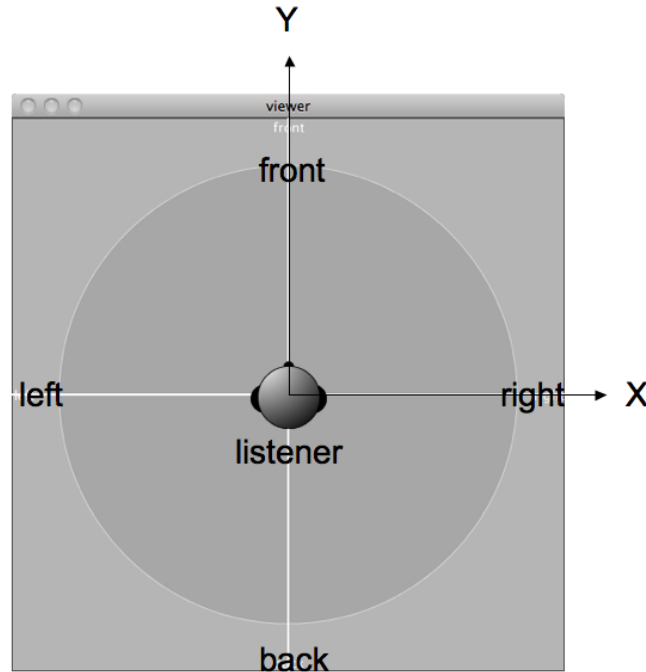 Y
viewer
front
front
left
right
X
listener
back